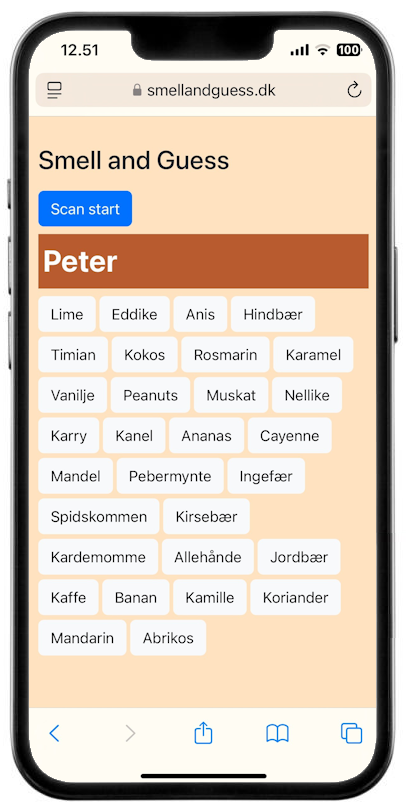 12.51 100
smellandguess.dk
Smell and Guess
Scan start
Peter
Lime Eddike Anis Hindbær
Timian Kokos Rosmarin Karamel
Vanilje Peanuts Muskat Nellike
Karry Kanel Ananas Cayenne
Mandel Pebermynte Ingefær
Spidskommen Kirsebær
Kardemomme Allehånde Jordbær
Kaffe Banan Kamille Koriander
Mandarin Abrikos